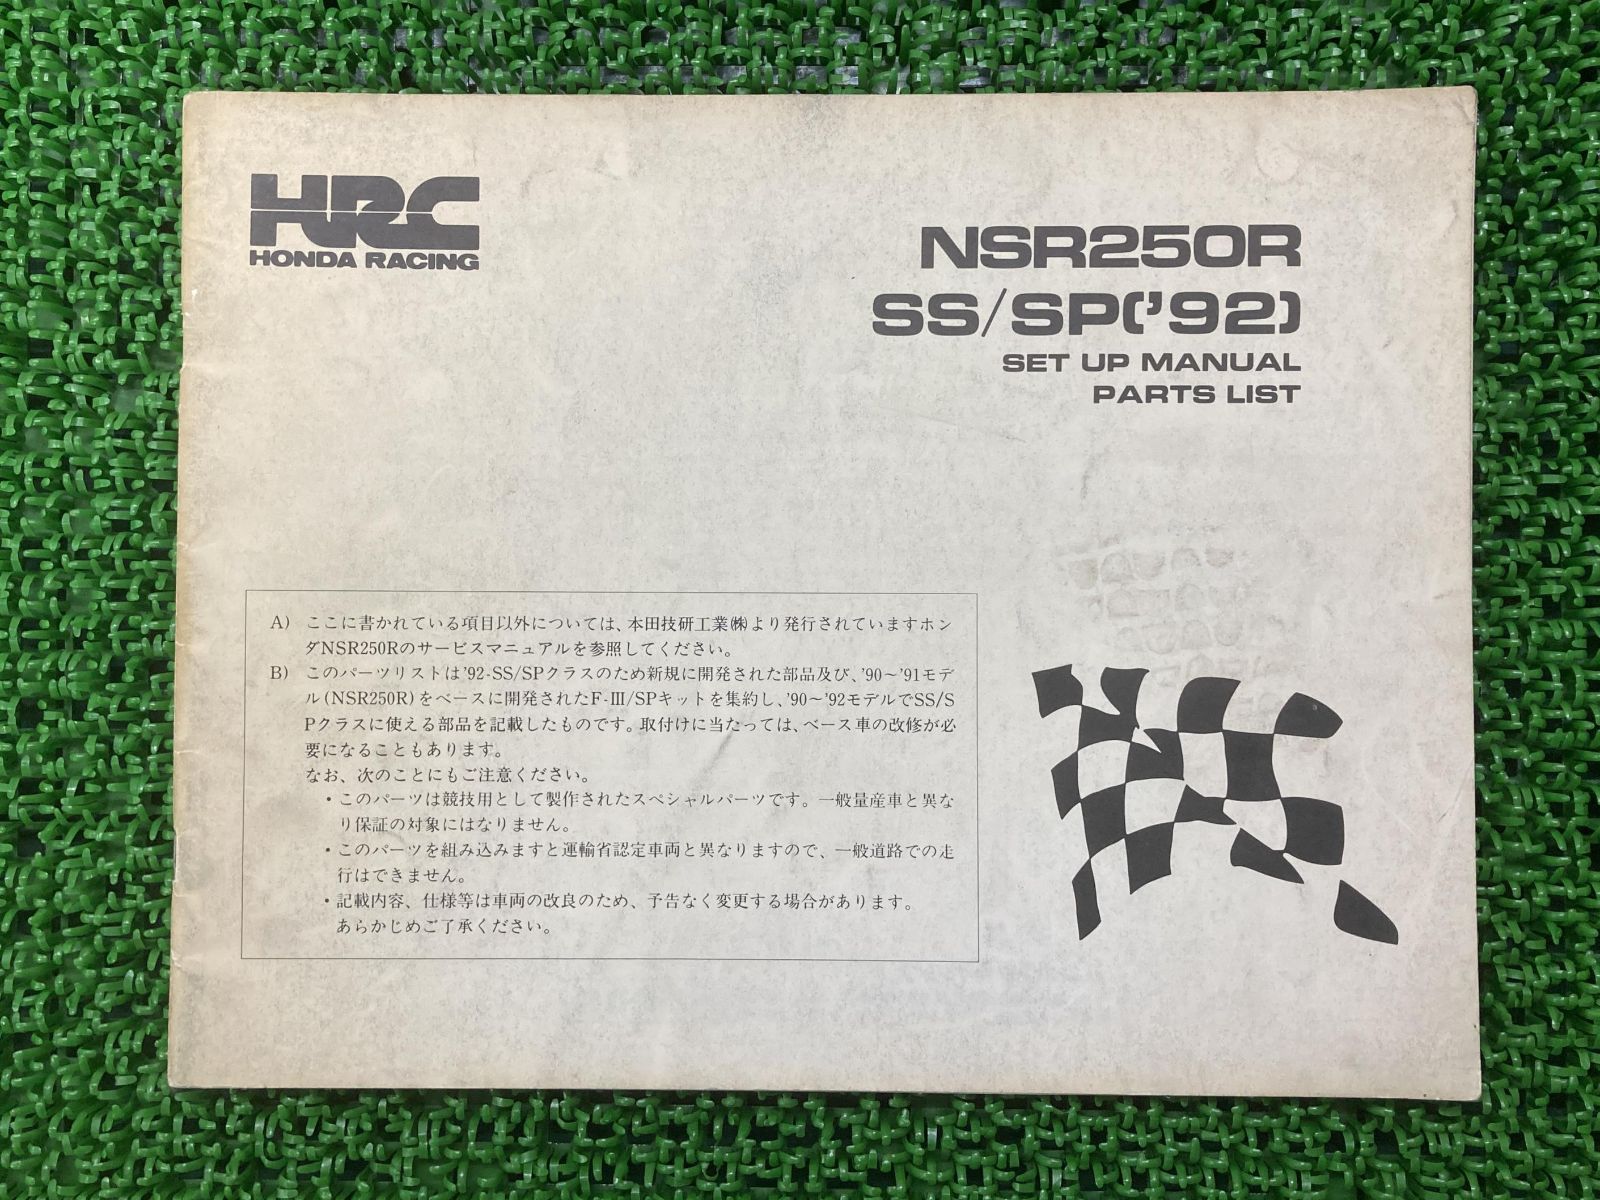 HRC
HONDA RACING
NSR250R
SS/SP('92)
SET UP MANUAL
PARTS LIST
A) ここに書かれている項目以外については、本田技研工業㈱より発行されていますホン
ダNSR250Rのサービスマニュアルを参照してください。
B) このパーツリストは'92-SS/SPクラスのため新規に開発された部品及び、'90～'91モデ
ル(NSR250R)をベースに開発されたF-III/SPキットを集約し、'90～'92モデルでSS/S
Pクラスに使える部品を記載したものです。取付けに当たっては、ベース車の改修が必
要になることもあります。
なお、次のことにもご注意ください。
・このパーツは競技用として製作されたスペシャルパーツです。一般量産車と異な
り保証の対象にはなりません。
・このパーツを組み込みますと運輸省認定車両と異なりますので、一般道路での走
行はできません。
・記載内容、仕様等は車両の改良のため、予告なく変更する場合があります。
あらかじめご了承ください。